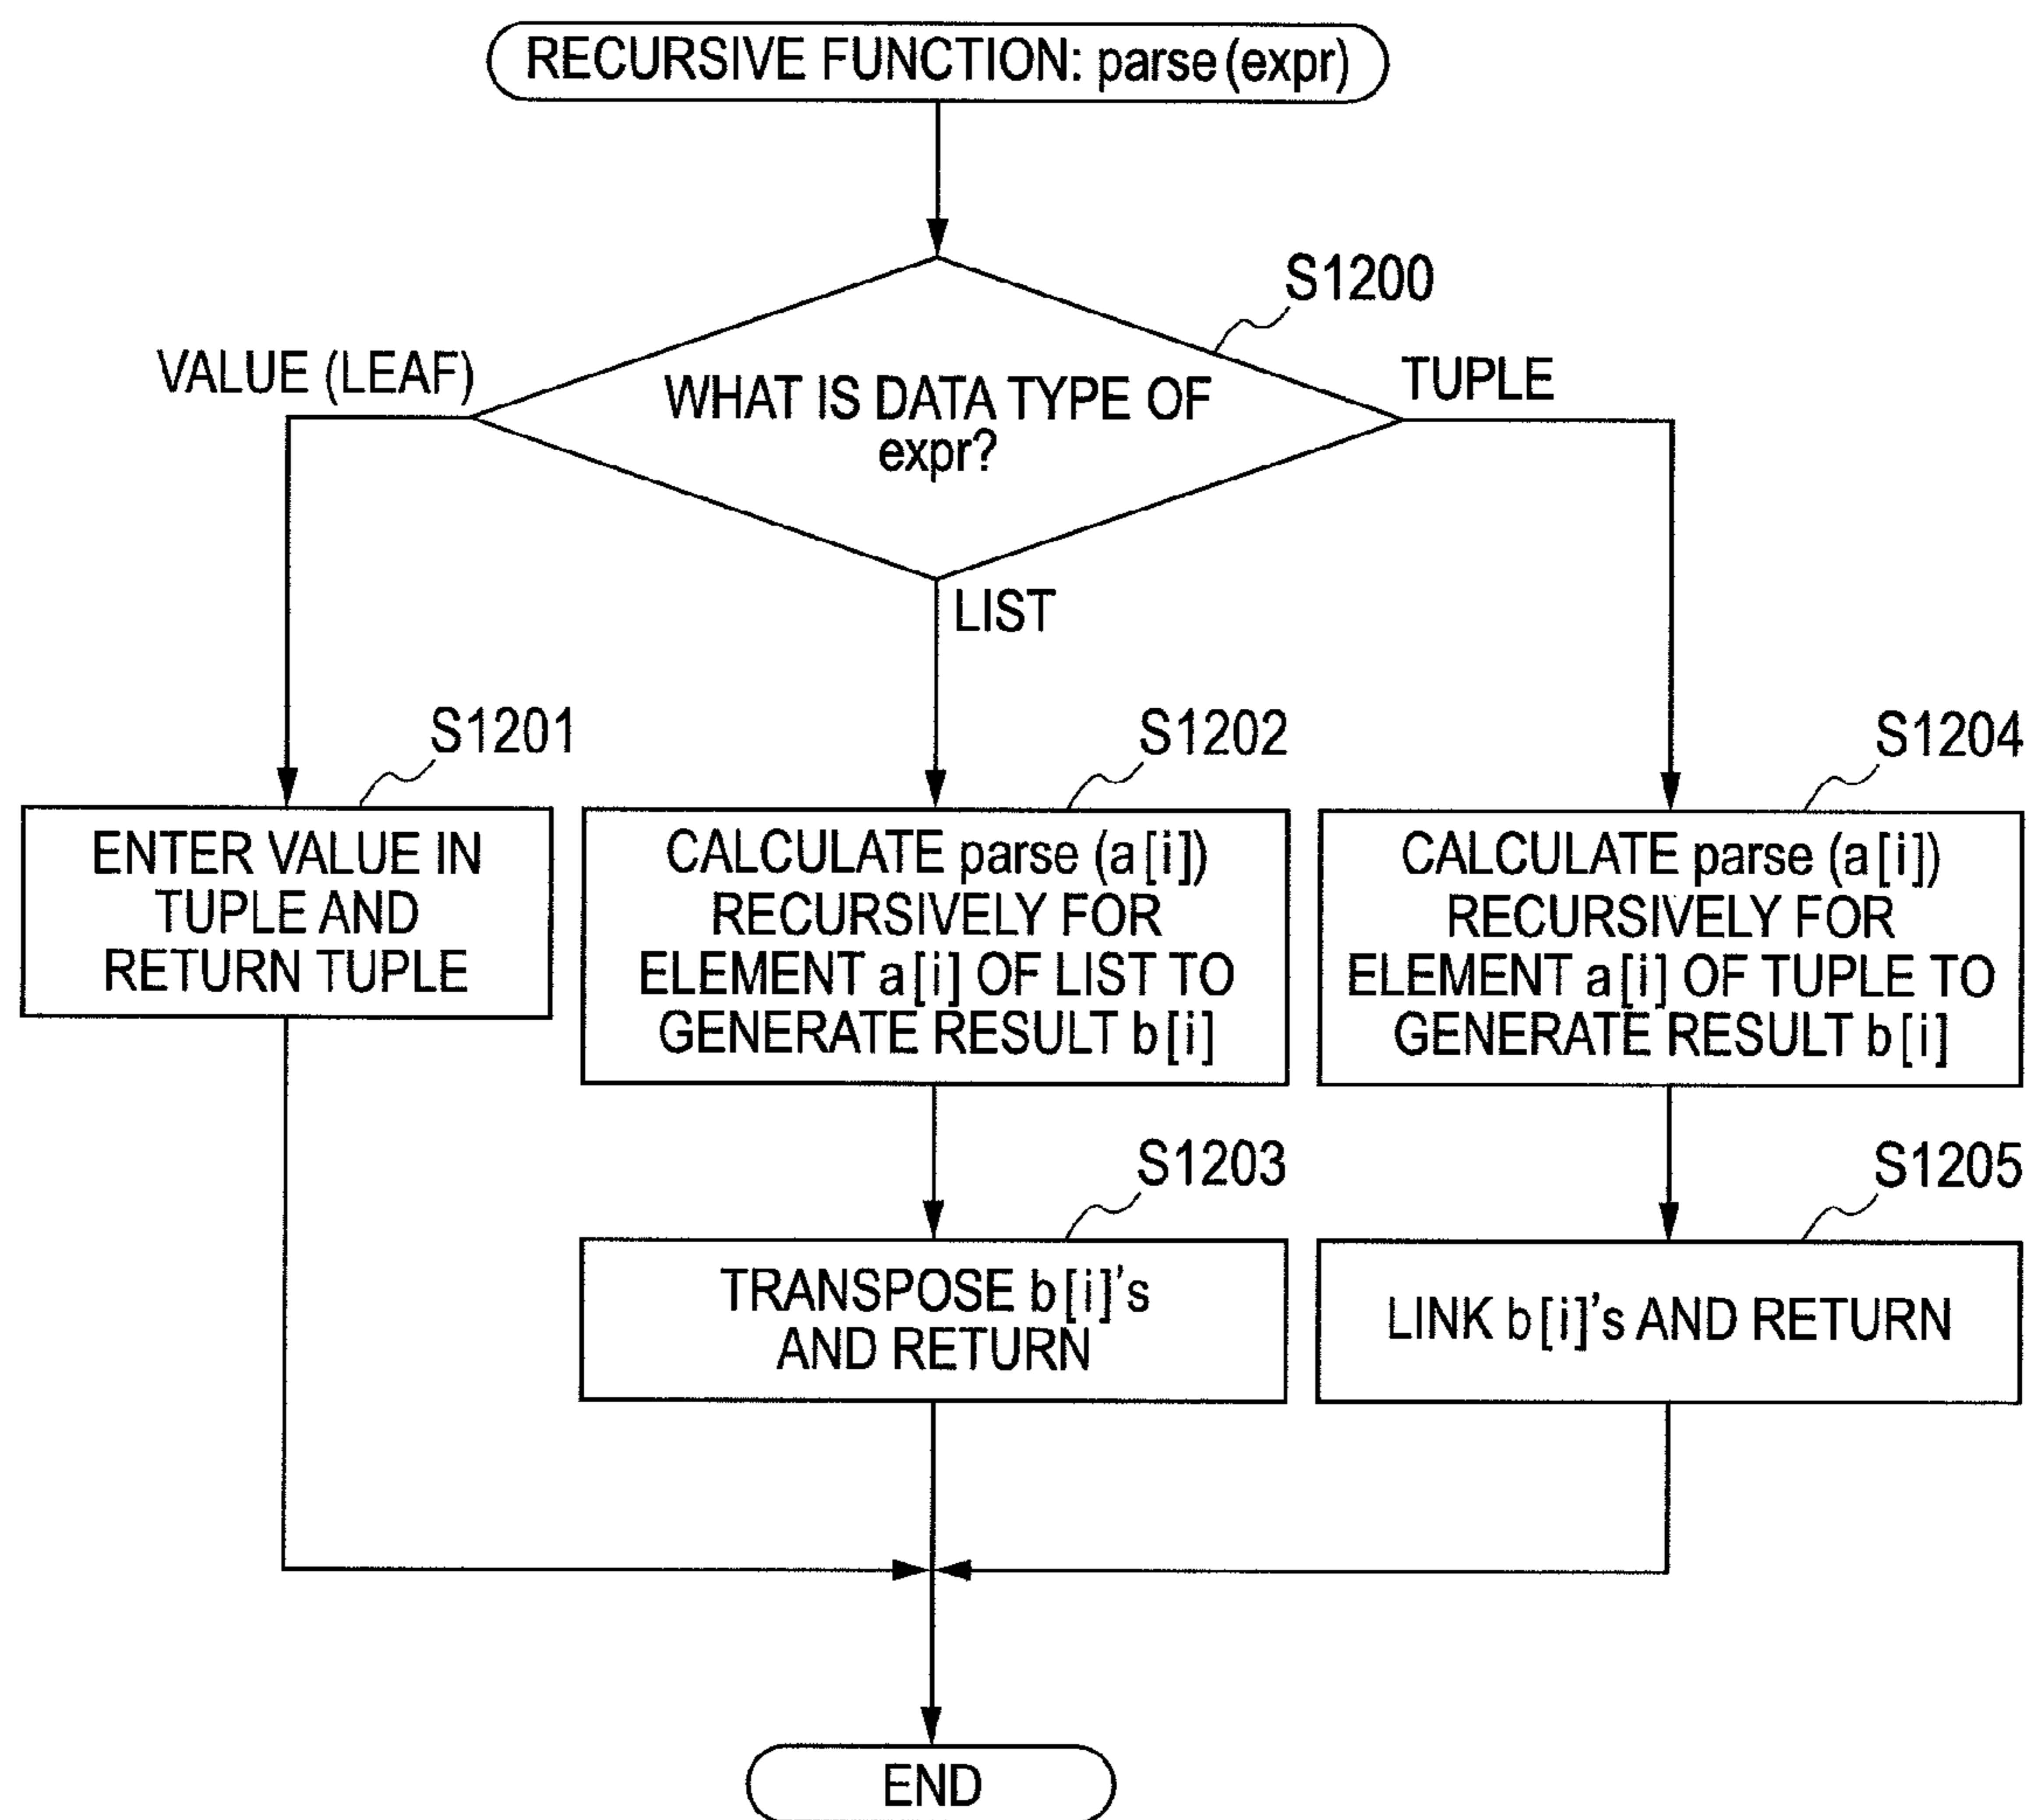 RECURSIVE FUNCTION: parse (expr)
S1200
VALUE (LEAF)
TUPLE
WHAT IS DATA TYPE OF
expr?
LIST
S1201
S1202
S1204
ENTER VALUE IN
TUPLE AND
RETURN TUPLE
CALCULATE parse (a[i])
RECURSIVELY FOR
ELEMENT a[i] OF LIST TO
GENERATE RESULT b[i]
CALCULATE parse (a[i])
RECURSIVELY FOR
ELEMENT a[i] OF TUPLE TO
GENERATE RESULT b[i]
S1203
S1205
TRANSPOSE b[i]'s
AND RETURN
LINK b[i]'s AND RETURN
END